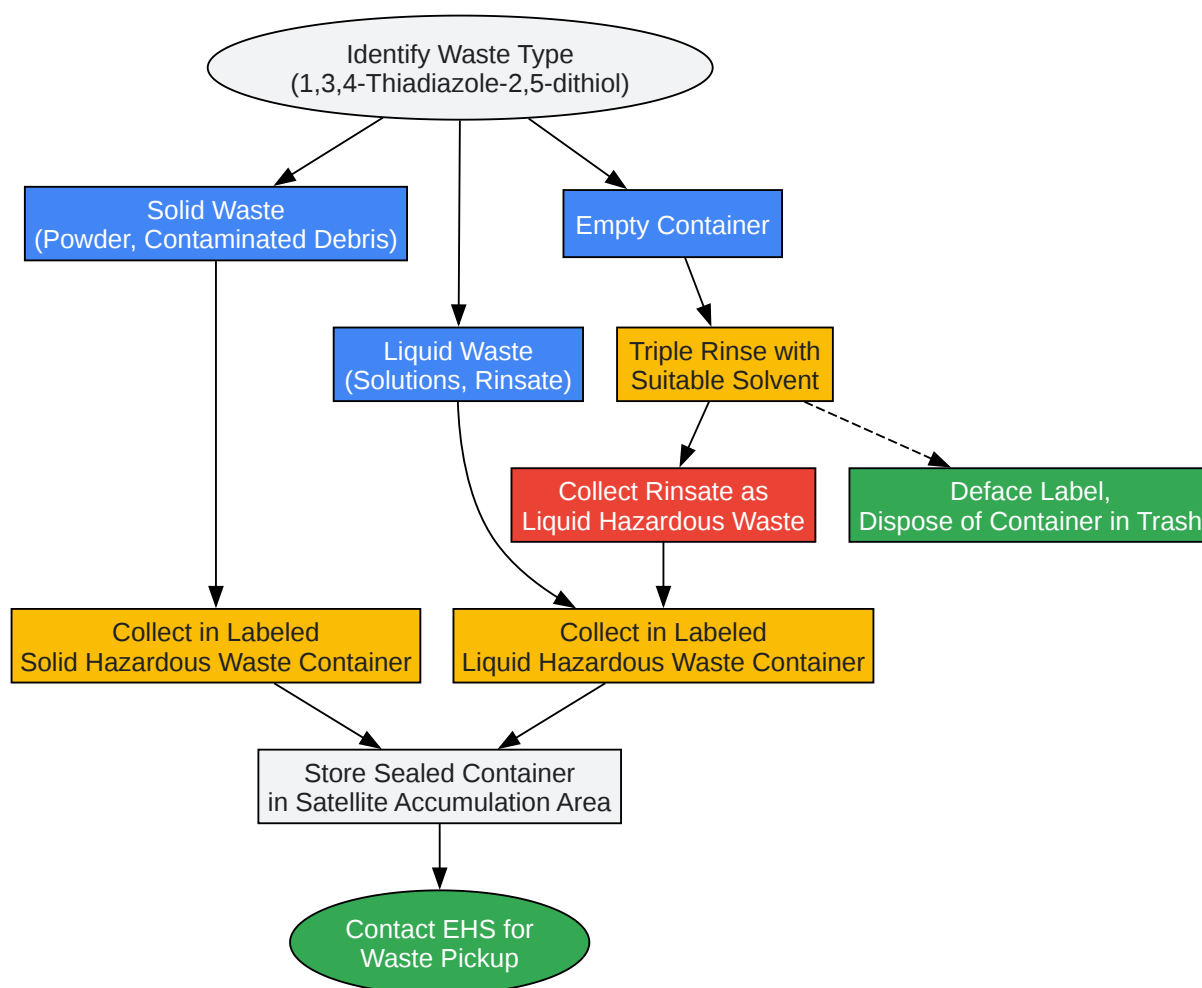 Identify Waste Type
(1,3,4-Thiadiazole-2,5-dithiol)
Solid Waste
(Powder, Contaminated Debris)
Empty Container
Liquid Waste
(Solutions, Rinsate)
Triple Rinse with
Suitable Solvent
Collect Rinsate as
Liquid Hazardous Waste
Deface Label,
Dispose of Container in Trash
Collect in Labeled
Solid Hazardous Waste Container
Collect in Labeled
Liquid Hazardous Waste Container
Store Sealed Container
in Satellite Accumulation Area
Contact EHS for
Waste Pickup